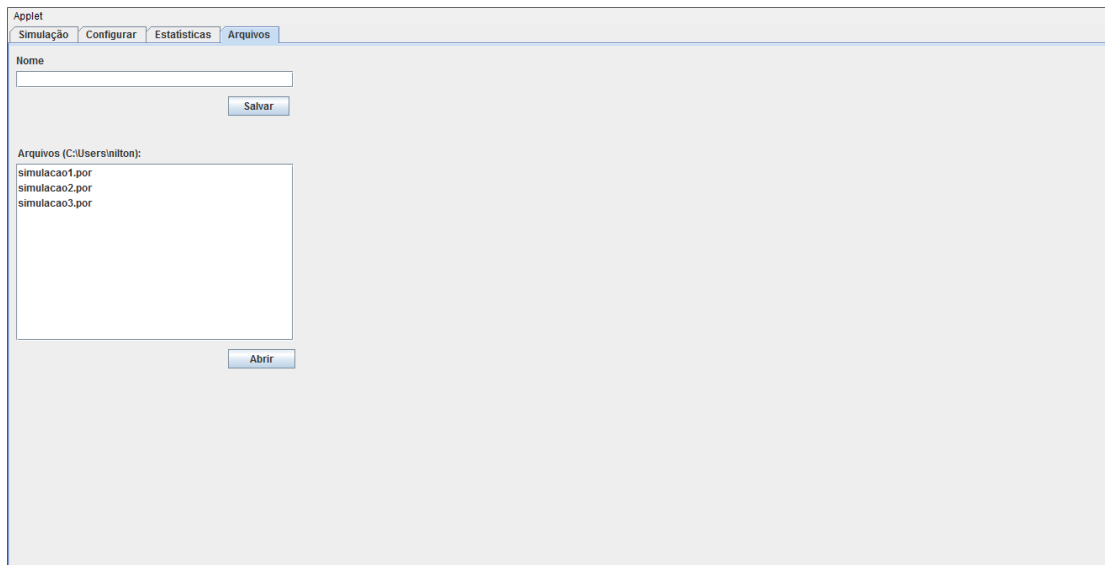 Applet
Simulação Configurar Estatísticas Arquivos
Nome
Salvar
Arquivos (C:\Users\nilton):
simulacao1.por
simulacao2.por
simulacao3.por
Abrir